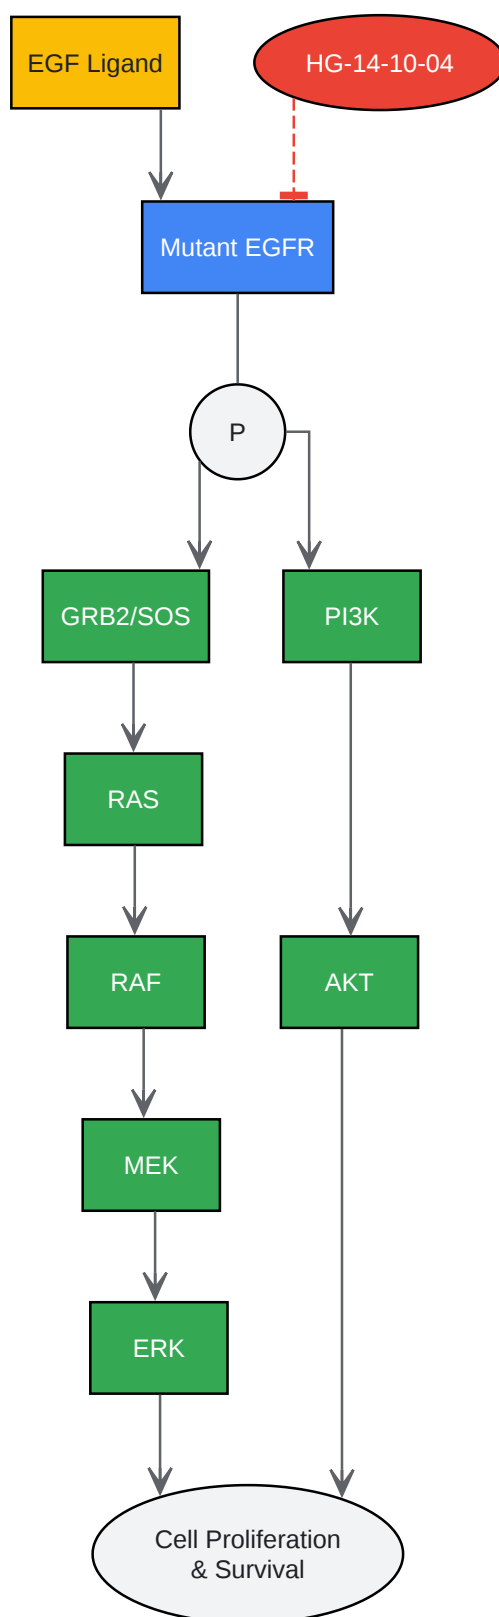 EGF Ligand
HG-14-10-04
Mutant EGFR
P
GRB2/SOS
PI3K
RAS
RAF
AKT
MEK
ERK
Cell Proliferation
& Survival